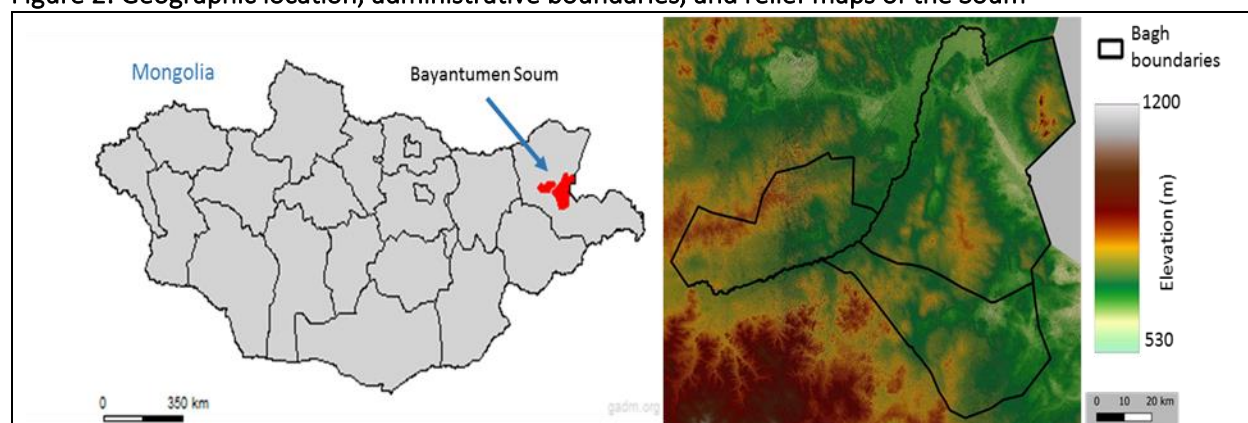 Figure 2: Geographic location, administrative boundaries, and relief maps of the Soum
Mongolia
Bayantumen Soum
0 350 km
gadm.org
Bagh
boundaries
1200
Elevation (m)
530
0 10 20 km